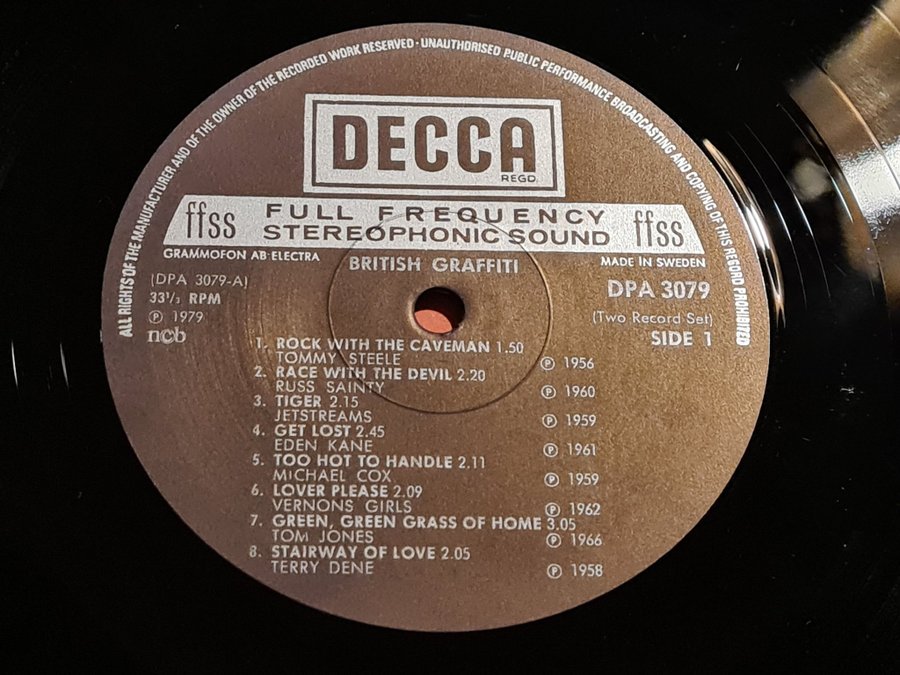 ALL RIGHTS OF THE MANUFACTURER AND OF THE OWNER OF THE RECORDED WORK RESERVED · UNAUTHORISED PUBLIC PERFORMANCE BROADCASTING AND COPYING OF THIS RECORD PROHIBITED
DECCA
REGD.
ffss FULL FREQUENCY ffss
STEREOPHONIC SOUND
GRAMMOFON AB ELECTRA
MADE IN SWEDEN
BRITISH GRAFFITI
(DPA 3079-A)
DPA 3079
33 1/3 RPM
(Two Record Set)
℗ 1979
SIDE 1
ncb
1. ROCK WITH THE CAVEMAN 1.50
TOMMY STEELE ℗ 1956
2. RACE WITH THE DEVIL 2.20
RUSS SAINTY ℗ 1960
3. TIGER 2.15
JETSTREAMS ℗ 1959
4. GET LOST 2.45
EDEN KANE ℗ 1961
5. TOO HOT TO HANDLE 2.11
MICHAEL COX ℗ 1959
6. LOVER PLEASE 2.09
VERNONS GIRLS ℗ 1962
7. GREEN, GREEN GRASS OF HOME 3.05
TOM JONES ℗ 1966
8. STAIRWAY OF LOVE 2.05
TERRY DENE ℗ 1958